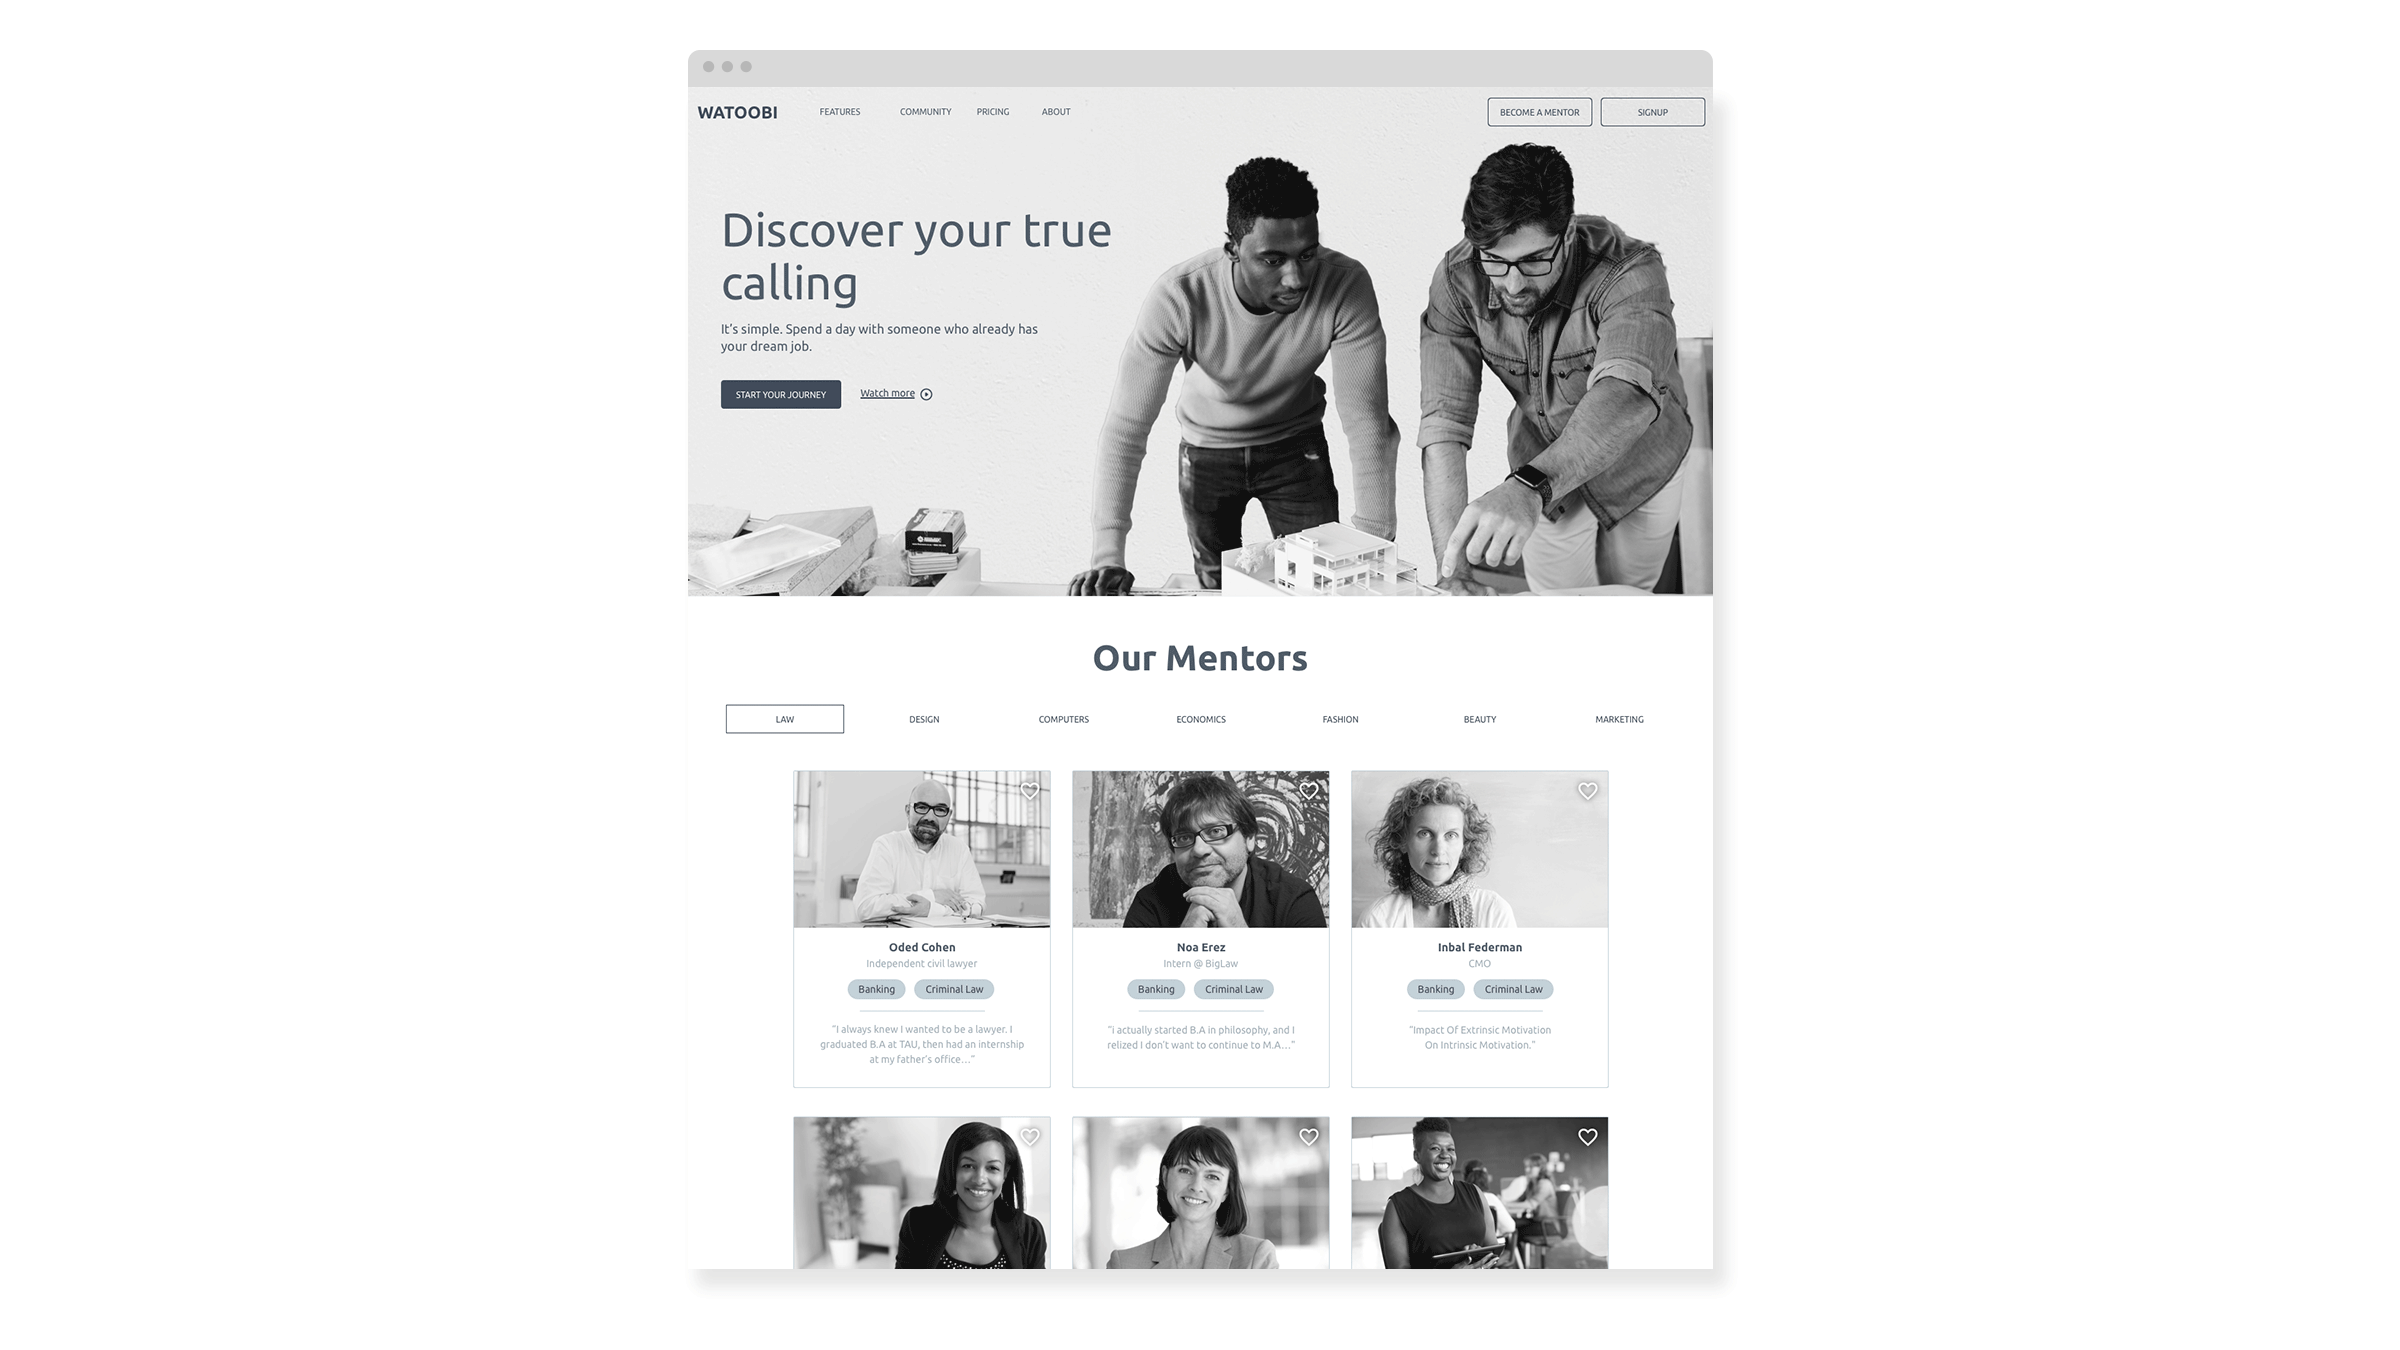 WATOOBI
FEATURES
COMMUNITY
PRICING
ABOUT
BECOME A MENTOR
SIGNUP
Discover your true
calling
It's simple. Spend a day with someone who already has
your dream job.
START YOUR JOURNEY
Watch more
Our Mentors
LAW
DESIGN
COMPUTERS
ECONOMICS
FASHION
BEAUTY
MARKETING
Oded Cohen
Independent civil lawyer
Banking
Criminal Law
“I always knew I wanted to be a lawyer. I
graduated B.A at TAU, then had an internship
at my father's office...”
Noa Erez
Intern @ BigLaw
Banking
Criminal Law
“i actually started B.A in philosophy, and I
relized I don't want to continue to M.A...”
Inbal Federman
CMO
Banking
Criminal Law
“Impact Of Extrinsic Motivation
On Intrinsic Motivation.”